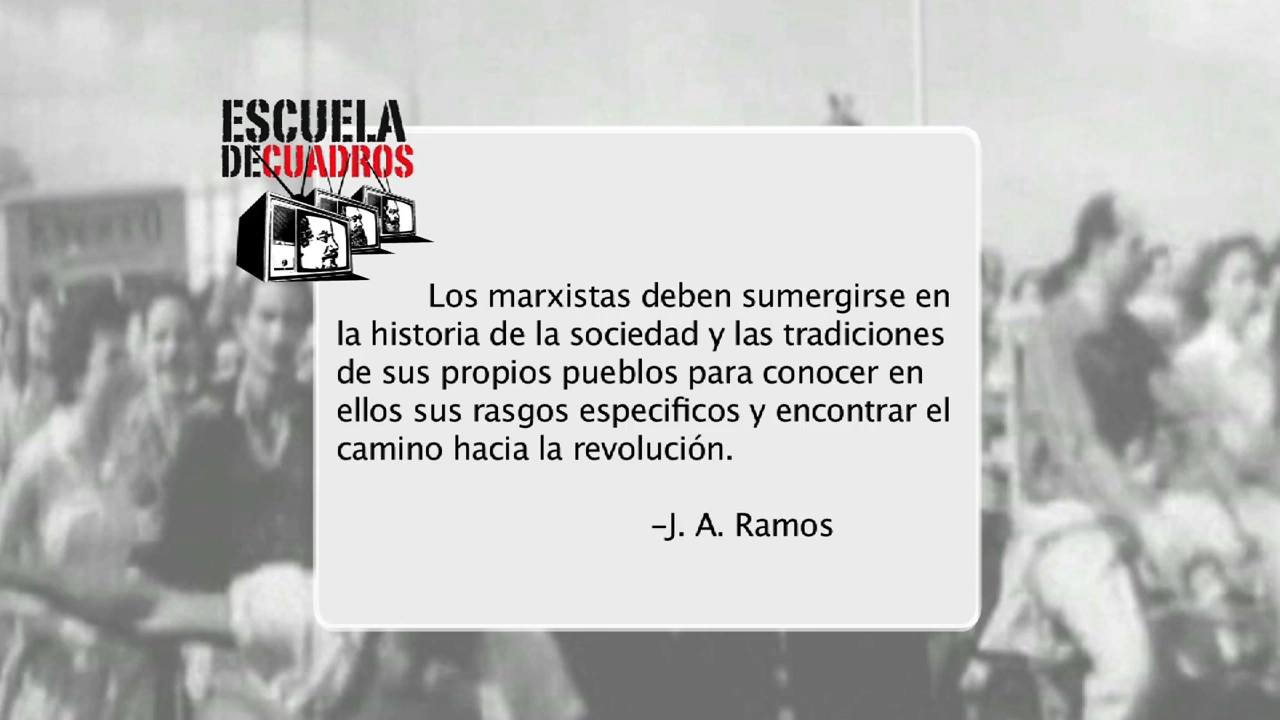 ESCUELA
DECUADROS
Los marxistas deben sumergirse en
la historia de la sociedad y las tradiciones
de sus propios pueblos para conocer en
ellos sus rasgos especificos y encontrar el
camino hacia la revolución.
-J. A. Ramos